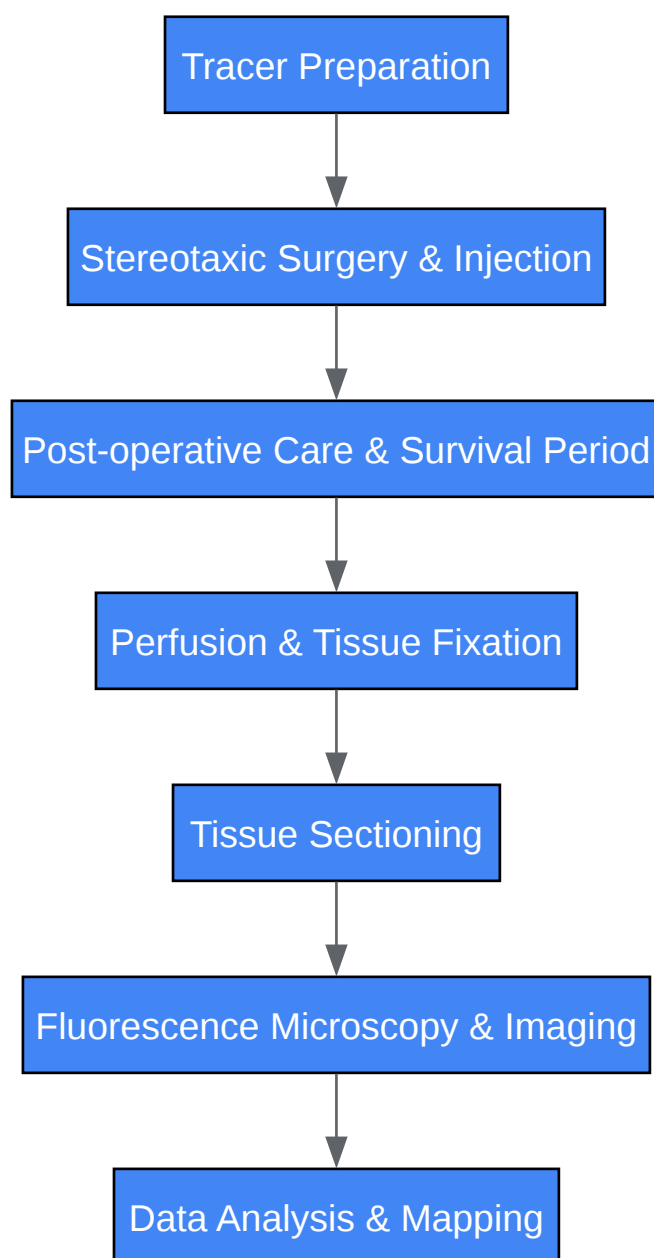 Tracer Preparation
Stereotaxic Surgery & Injection
Post-operative Care & Survival Period
Perfusion & Tissue Fixation
Tissue Sectioning
Fluorescence Microscopy & Imaging
Data Analysis & Mapping